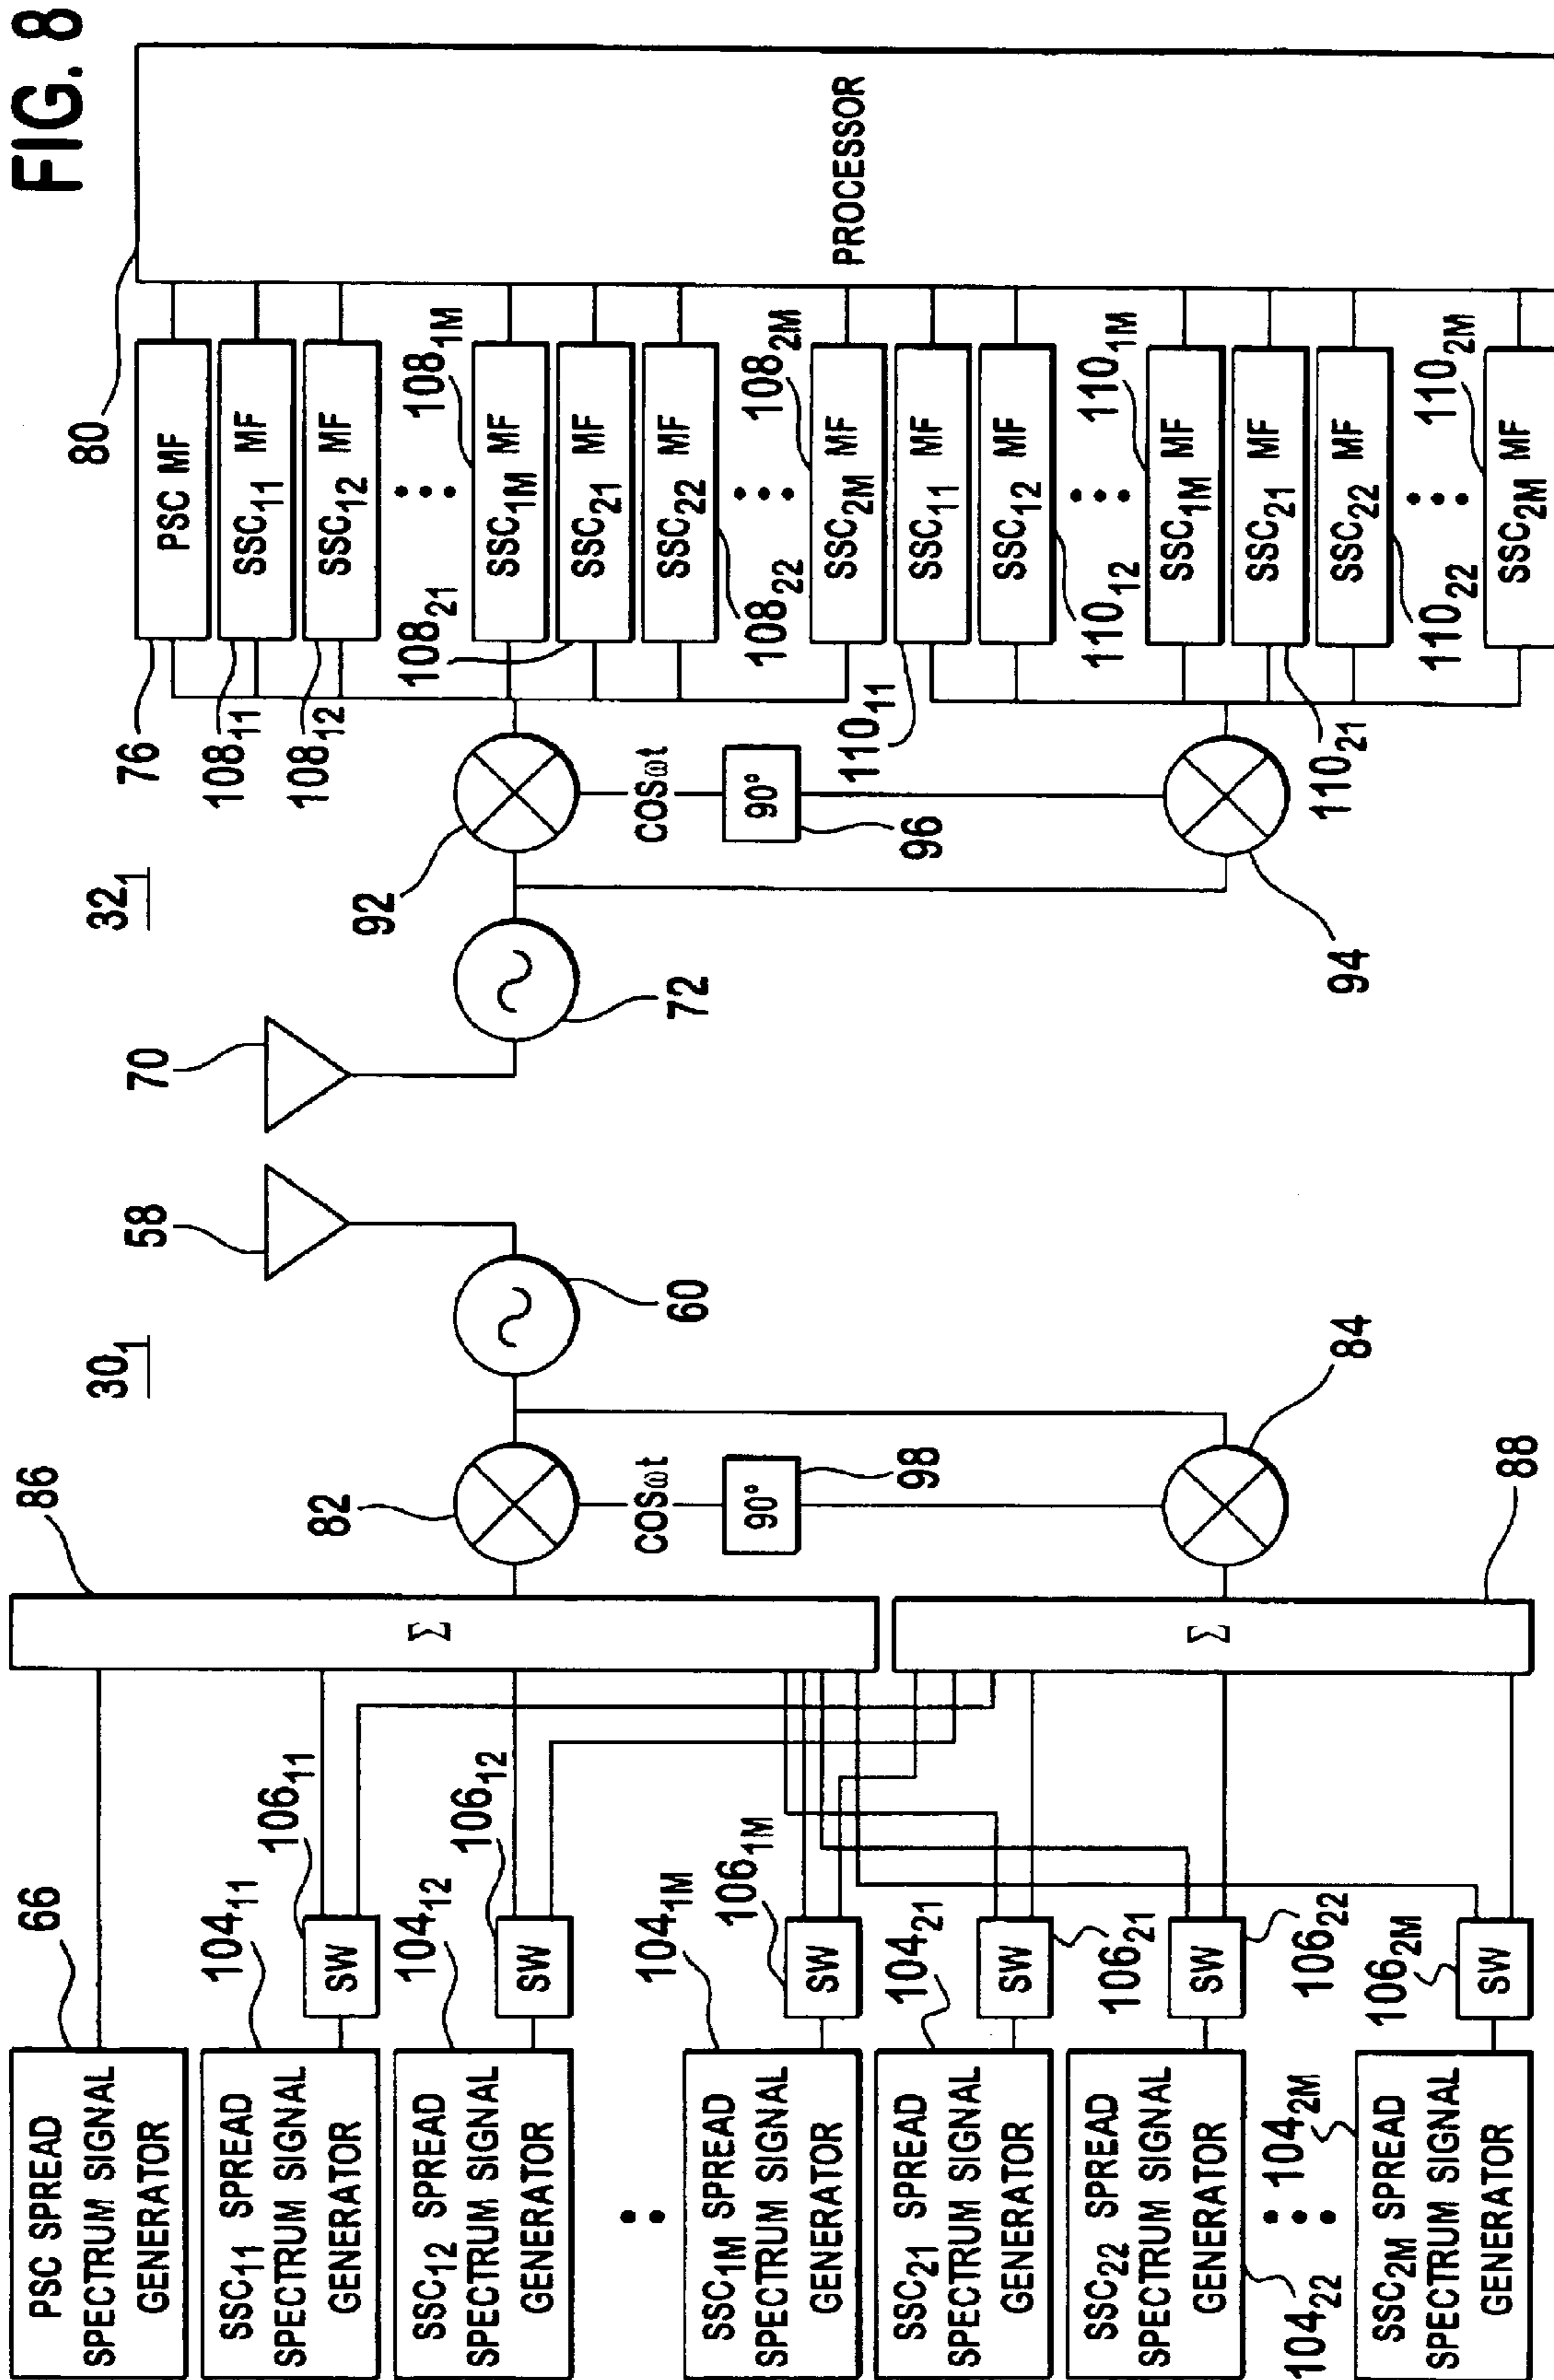 FIG. 8
30₁
32₁
PSC SPREAD
SPECTRUM SIGNAL
GENERATOR
66
SSC₁₁ SPREAD
SPECTRUM SIGNAL
GENERATOR
104₁₁
SW
106₁₁
SSC₁₂ SPREAD
SPECTRUM SIGNAL
GENERATOR
104₁₂
SW
106₁₂
SSC₁M SPREAD
SPECTRUM SIGNAL
GENERATOR
104₁M
SW
106₁M
SSC₂₁ SPREAD
SPECTRUM SIGNAL
GENERATOR
104₂₁
SW
106₂₁
SSC₂₂ SPREAD
SPECTRUM SIGNAL
GENERATOR
104₂₂
SW
106₂₂
SSC₂M SPREAD
SPECTRUM SIGNAL
GENERATOR
104₂M
SW
106₂M
86
Σ
88
Σ
82
COSωt
90°
98
84
60
58
70
72
92
COSωt
90°
96
94
76
PSC MF
108₁₁
SSC₁₁ MF
108₁₂
SSC₁₂ MF
108₁M
SSC₁M MF
108₂₁
SSC₂₁ MF
108₂₂
SSC₂₂ MF
108₂M
SSC₂M MF
110₁₁
SSC₁₁ MF
110₁₂
SSC₁₂ MF
110₁M
SSC₁M MF
110₂₁
SSC₂₁ MF
110₂₂
SSC₂₂ MF
110₂M
SSC₂M MF
80
PROCESSOR